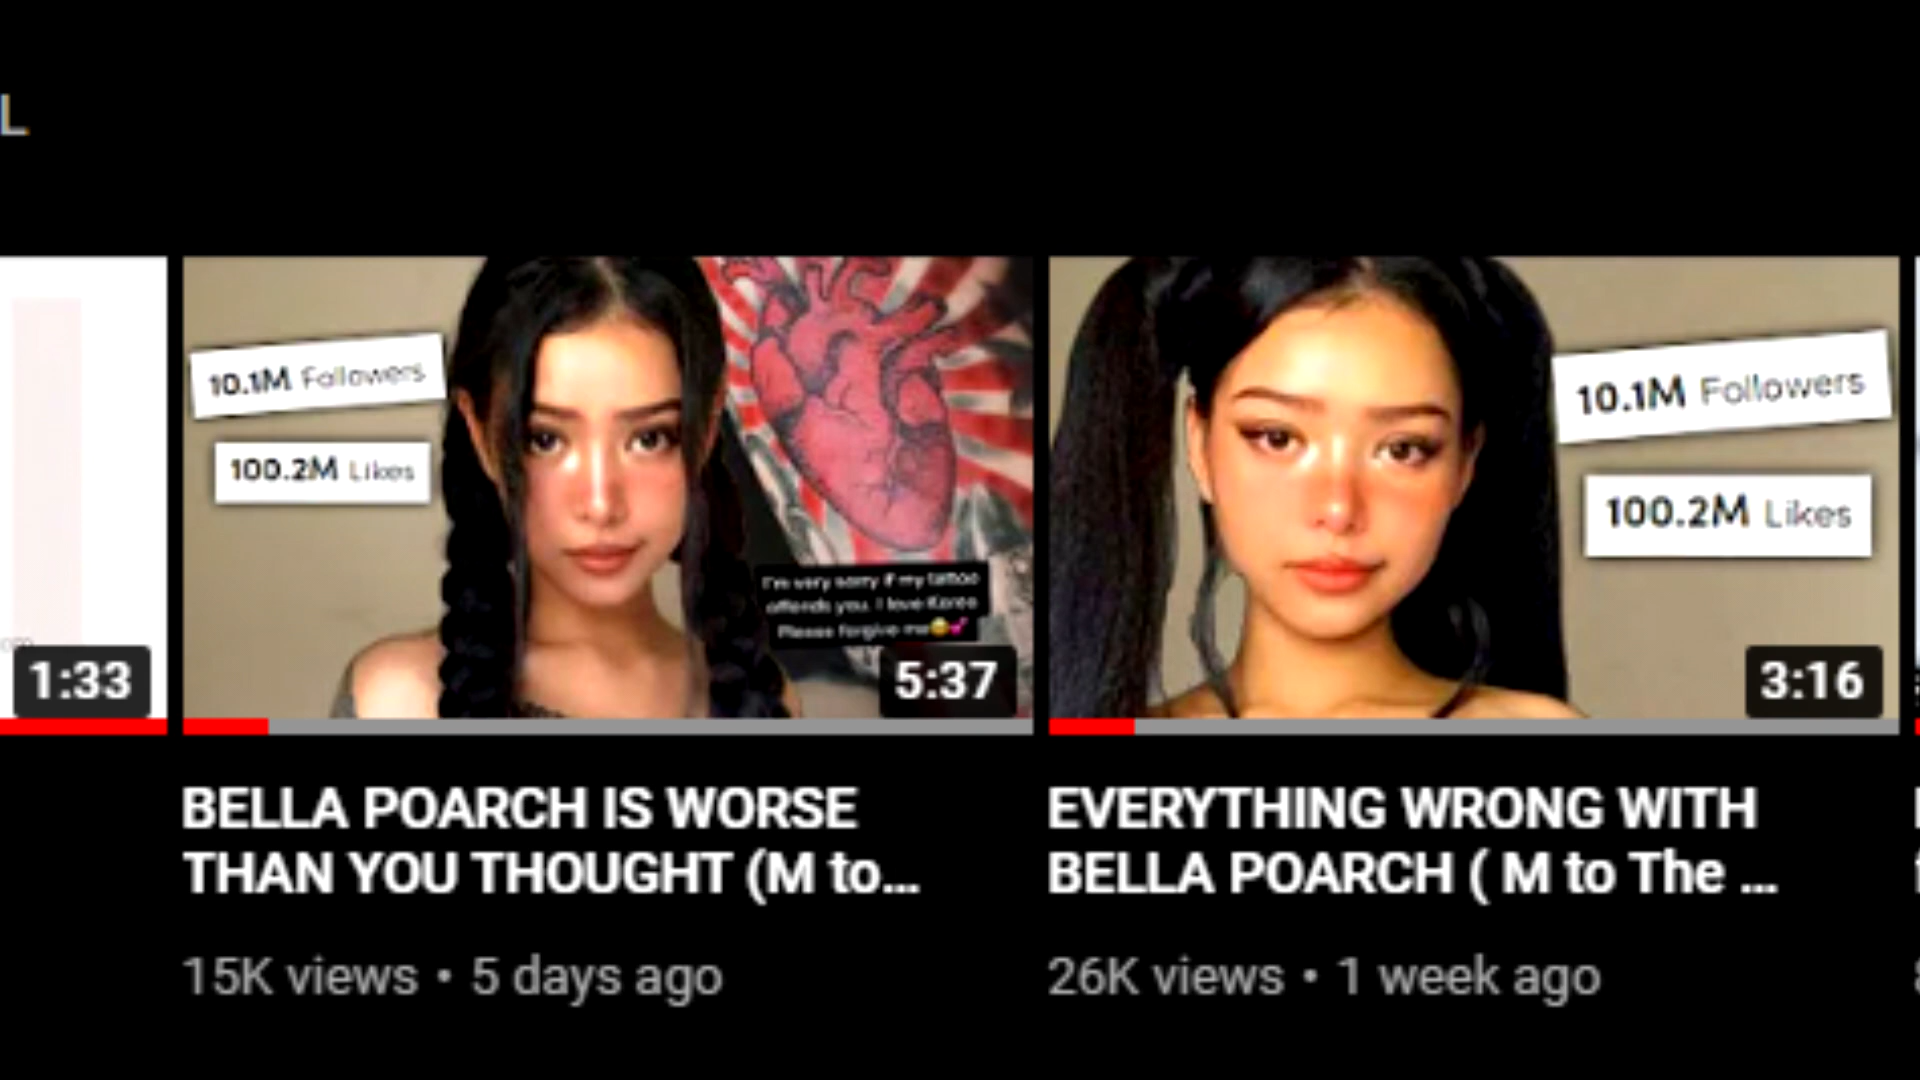 L
10.1M Followers
100.2M Likes
I'm very sorry if my tattoo
offends you. I love Korea
Please forgive me😔💕
1:33
5:37
10.1M Followers
100.2M Likes
3:16
BELLA POARCH IS WORSE
THAN YOU THOUGHT (M to...
15K views • 5 days ago
EVERYTHING WRONG WITH
BELLA POARCH ( M to The ...
26K views • 1 week ago